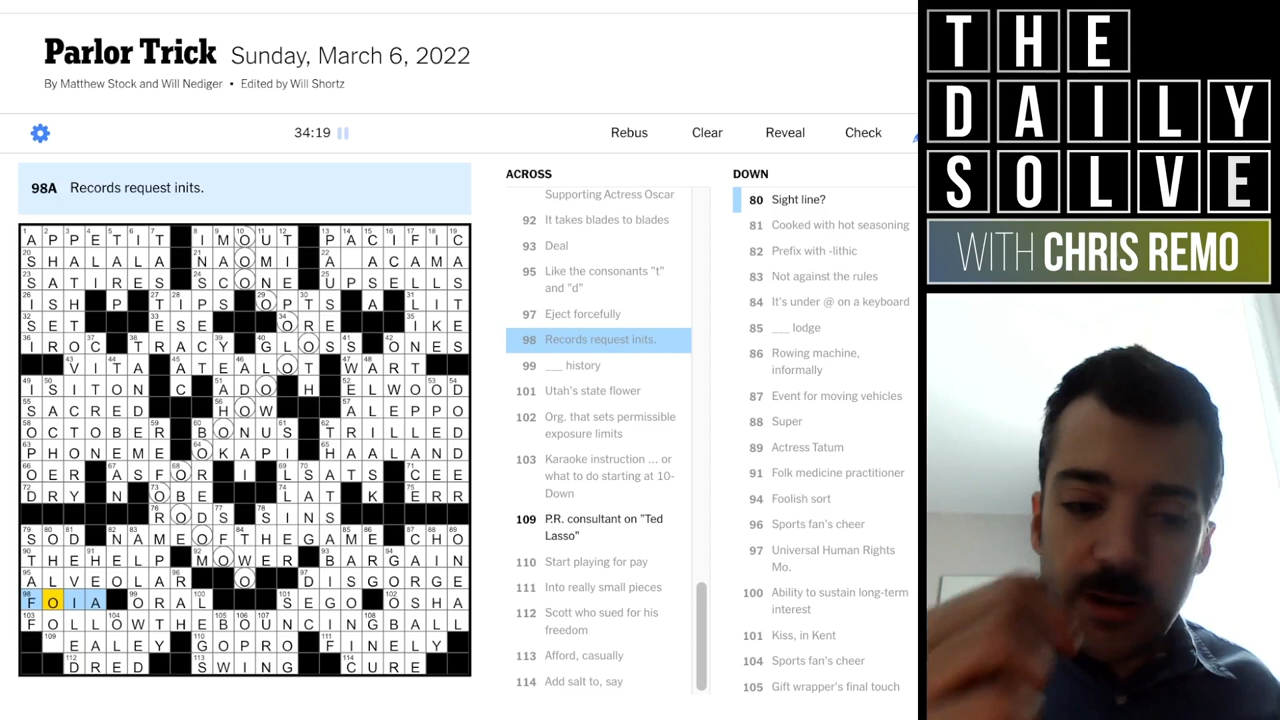 Parlor Trick Sunday, March 6, 2022
By Matthew Stock and Will Nediger • Edited by Will Shortz
34:19
Rebus Clear Reveal Check
98A Records request inits.
A P P E T I T I M O U T P A C I F I C
S H A L A L A N A O M I A C A M A
S A T I R E S S C O N E U P S E L L S
I S H P T I P S O P T S A L I T
S E T E S E O R E I K E
I R O C T R A C Y G L O S S O N E S
V I T A A T E A L O T W A R T
I S I T O N C A D O H E L W O O D
S A C R E D H O W A L E P P O
O C T O B E R B O N U S T R I L L E D
P H O N E M E O K A P I H A A L A N D
O E R A S F O R I L S A T S C E E
D R Y N O B E L A T K E R R
R O D S S I N S
S O D N A M E O F T H E G A M E C H O
T H E H E L P M O W E R B A R G A I N
A L V E O L A R O D I S G O R G E
F O I A O R A L S E G O O S H A
F O L L O W T H E B O U N C I N G B A L L
E A L E Y G O P R O F I N E L Y
D R E D S W I N G C U R E
ACROSS
Supporting Actress Oscar
92 It takes blades to blades
93 Deal
95 Like the consonants "t"
and "d"
97 Eject forcefully
98 Records request inits.
99 ___ history
101 Utah's state flower
102 Org. that sets permissible
exposure limits
103 Karaoke instruction ... or
what to do starting at 10-
Down
109 P.R. consultant on "Ted
Lasso"
110 Start playing for pay
111 Into really small pieces
112 Scott who sued for his
freedom
113 Afford, casually
114 Add salt to, say
DOWN
80 Sight line?
81 Cooked with hot seasoning
82 Prefix with -lithic
83 Not against the rules
84 It's under @ on a keyboard
85 ___ lodge
86 Rowing machine,
informally
87 Event for moving vehicles
88 Super
89 Actress Tatum
91 Folk medicine practitioner
94 Foolish sort
96 Sports fan's cheer
97 Universal Human Rights
Mo.
100 Ability to sustain long-term
interest
101 Kiss, in Kent
104 Sports fan's cheer
105 Gift wrapper's final touch
THE
DAILY
SOLVE
WITH CHRIS REMO